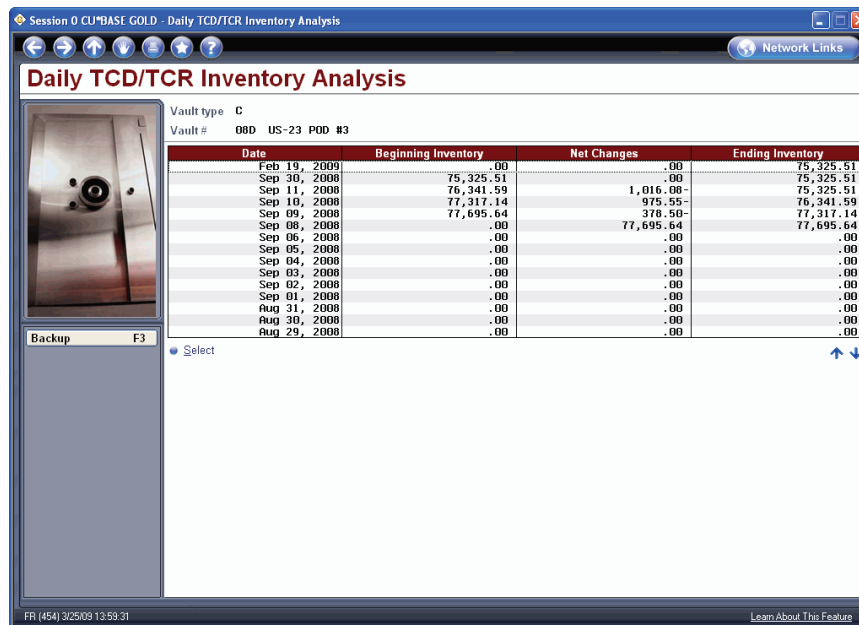 Session 0 CU*BASE GOLD - Daily TCD/TCR Inventory Analysis
Network Links
Daily TCD/TCR Inventory Analysis
Vault type C
Vault # 08D US-23 POD #3
Date Beginning Inventory Net Changes Ending Inventory
Feb 19, 2009 .00 .00 75,325.51
Sep 30, 2008 75,325.51 .00 75,325.51
Sep 11, 2008 76,341.59 1,016.08- 75,325.51
Sep 10, 2008 77,317.14 975.55- 76,341.59
Sep 09, 2008 77,695.64 378.50- 77,317.14
Sep 08, 2008 .00 77,695.64 77,695.64
Sep 06, 2008 .00 .00 .00
Sep 05, 2008 .00 .00 .00
Sep 04, 2008 .00 .00 .00
Sep 03, 2008 .00 .00 .00
Sep 02, 2008 .00 .00 .00
Sep 01, 2008 .00 .00 .00
Aug 31, 2008 .00 .00 .00
Aug 30, 2008 .00 .00 .00
Aug 29, 2008 .00 .00 .00
Backup F3
Select
FR (454) 3/25/09 13:59:31
Learn About This Feature